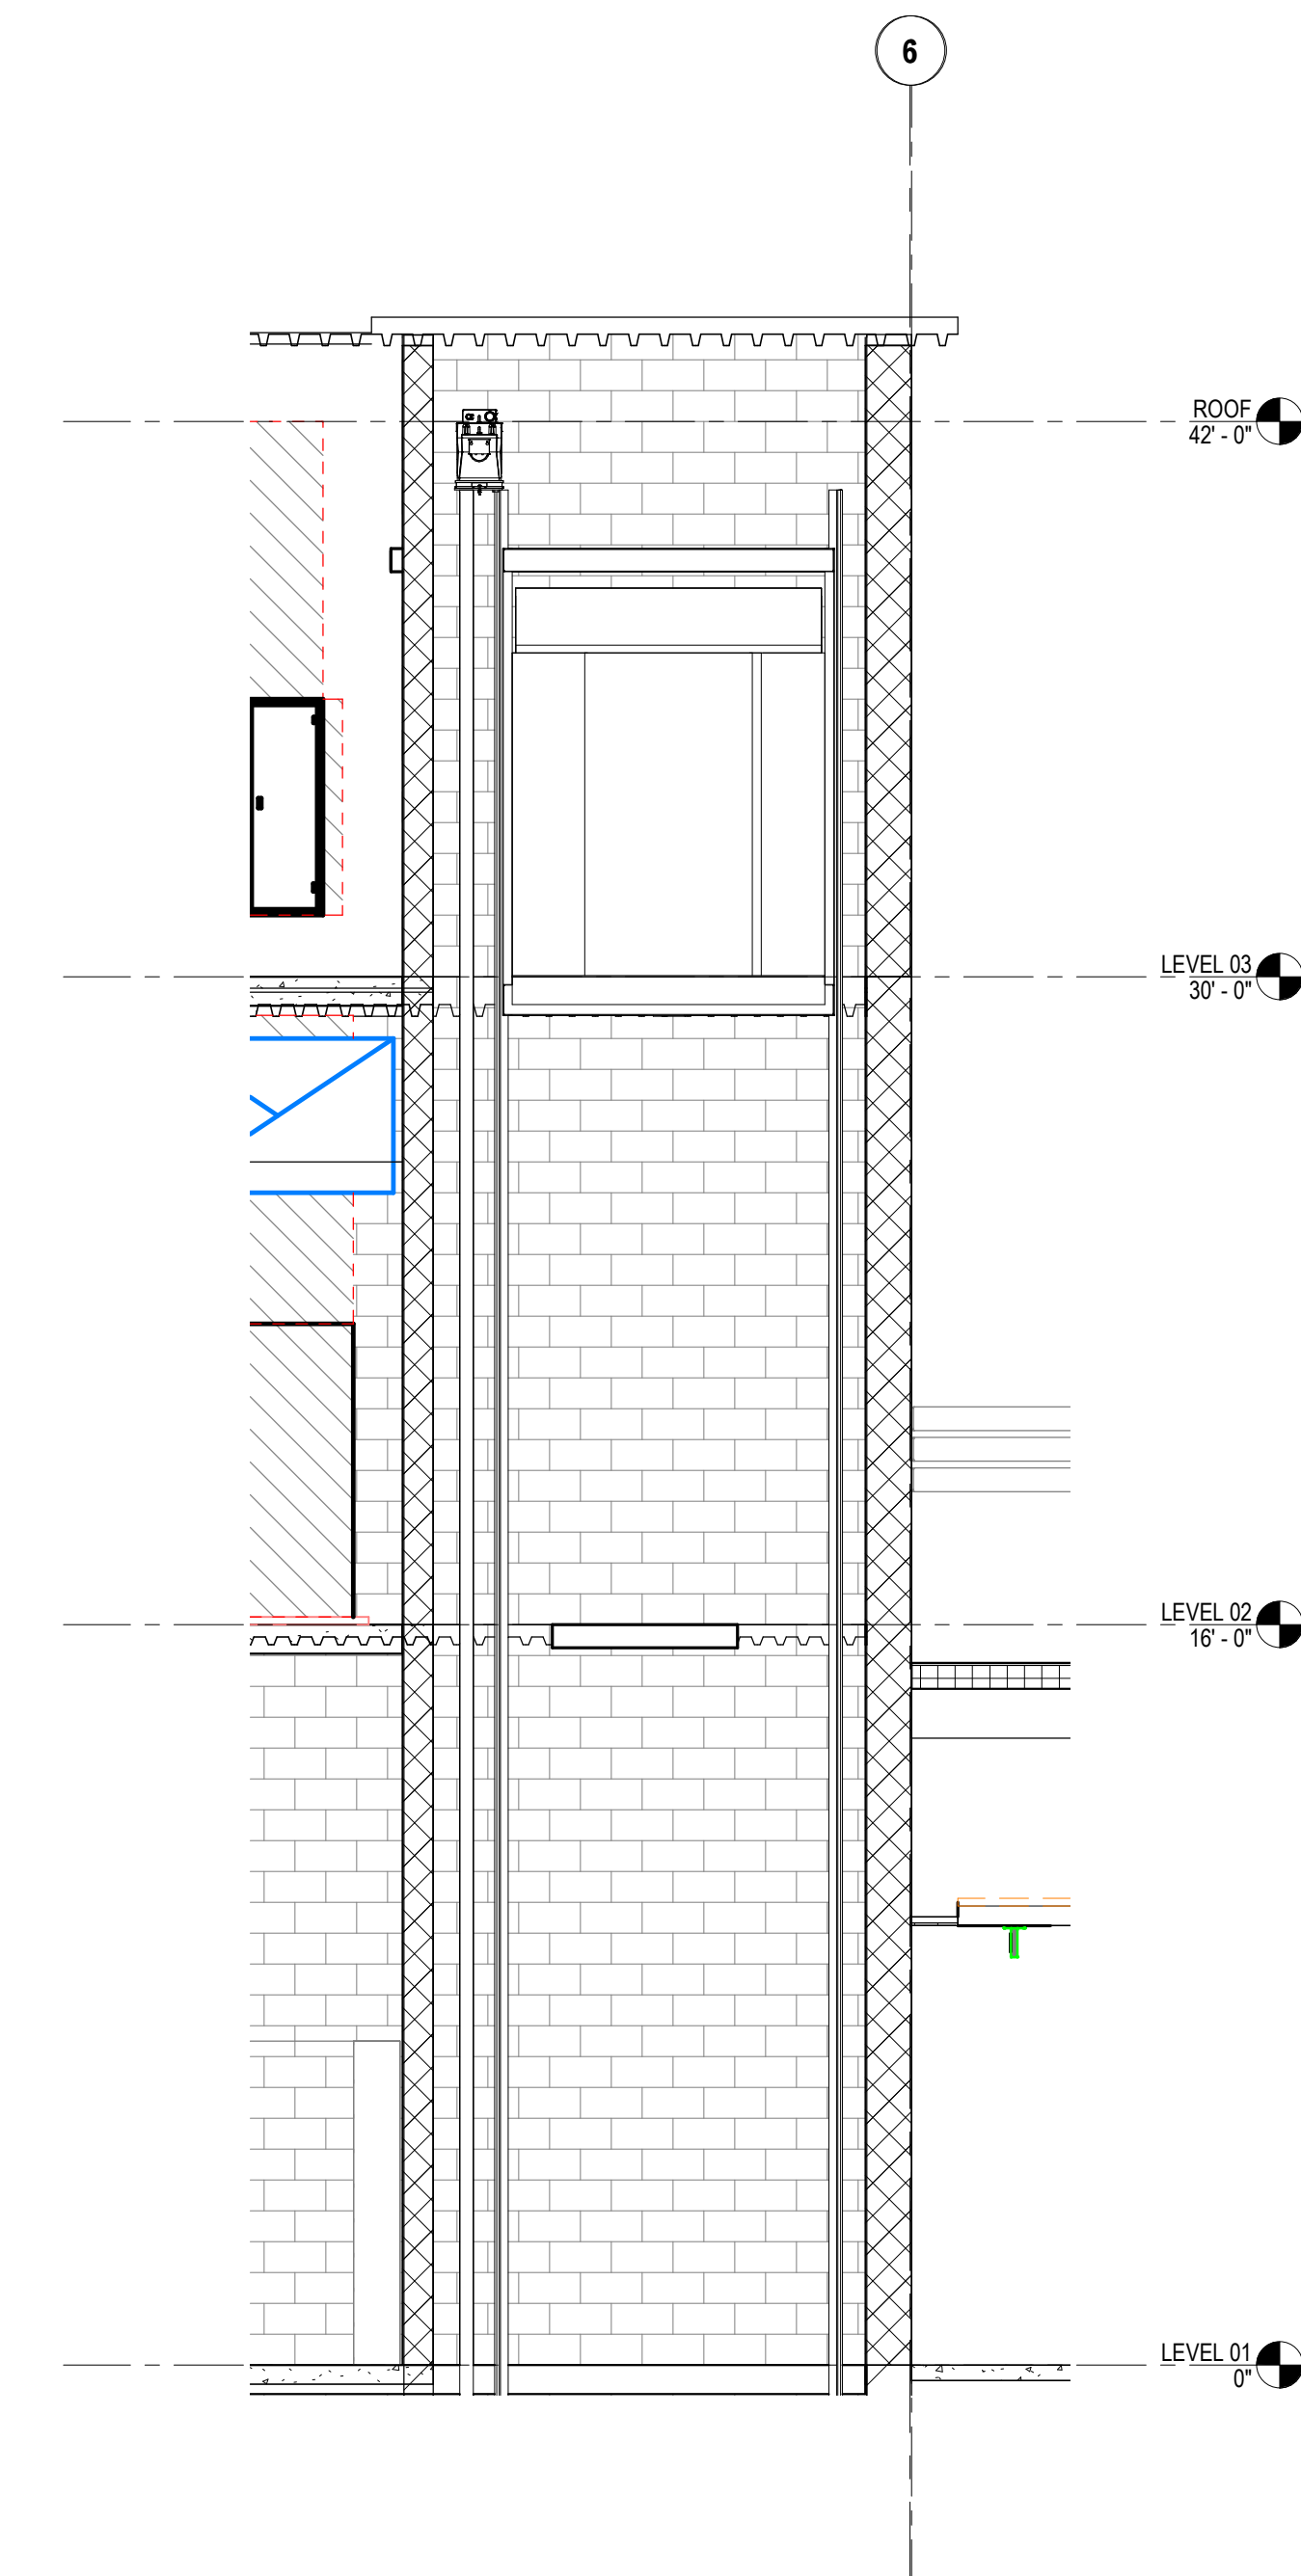 6
ROOF
42' - 0"
LEVEL 03
30' - 0"
LEVEL 02
16' - 0"
LEVEL 01
0"